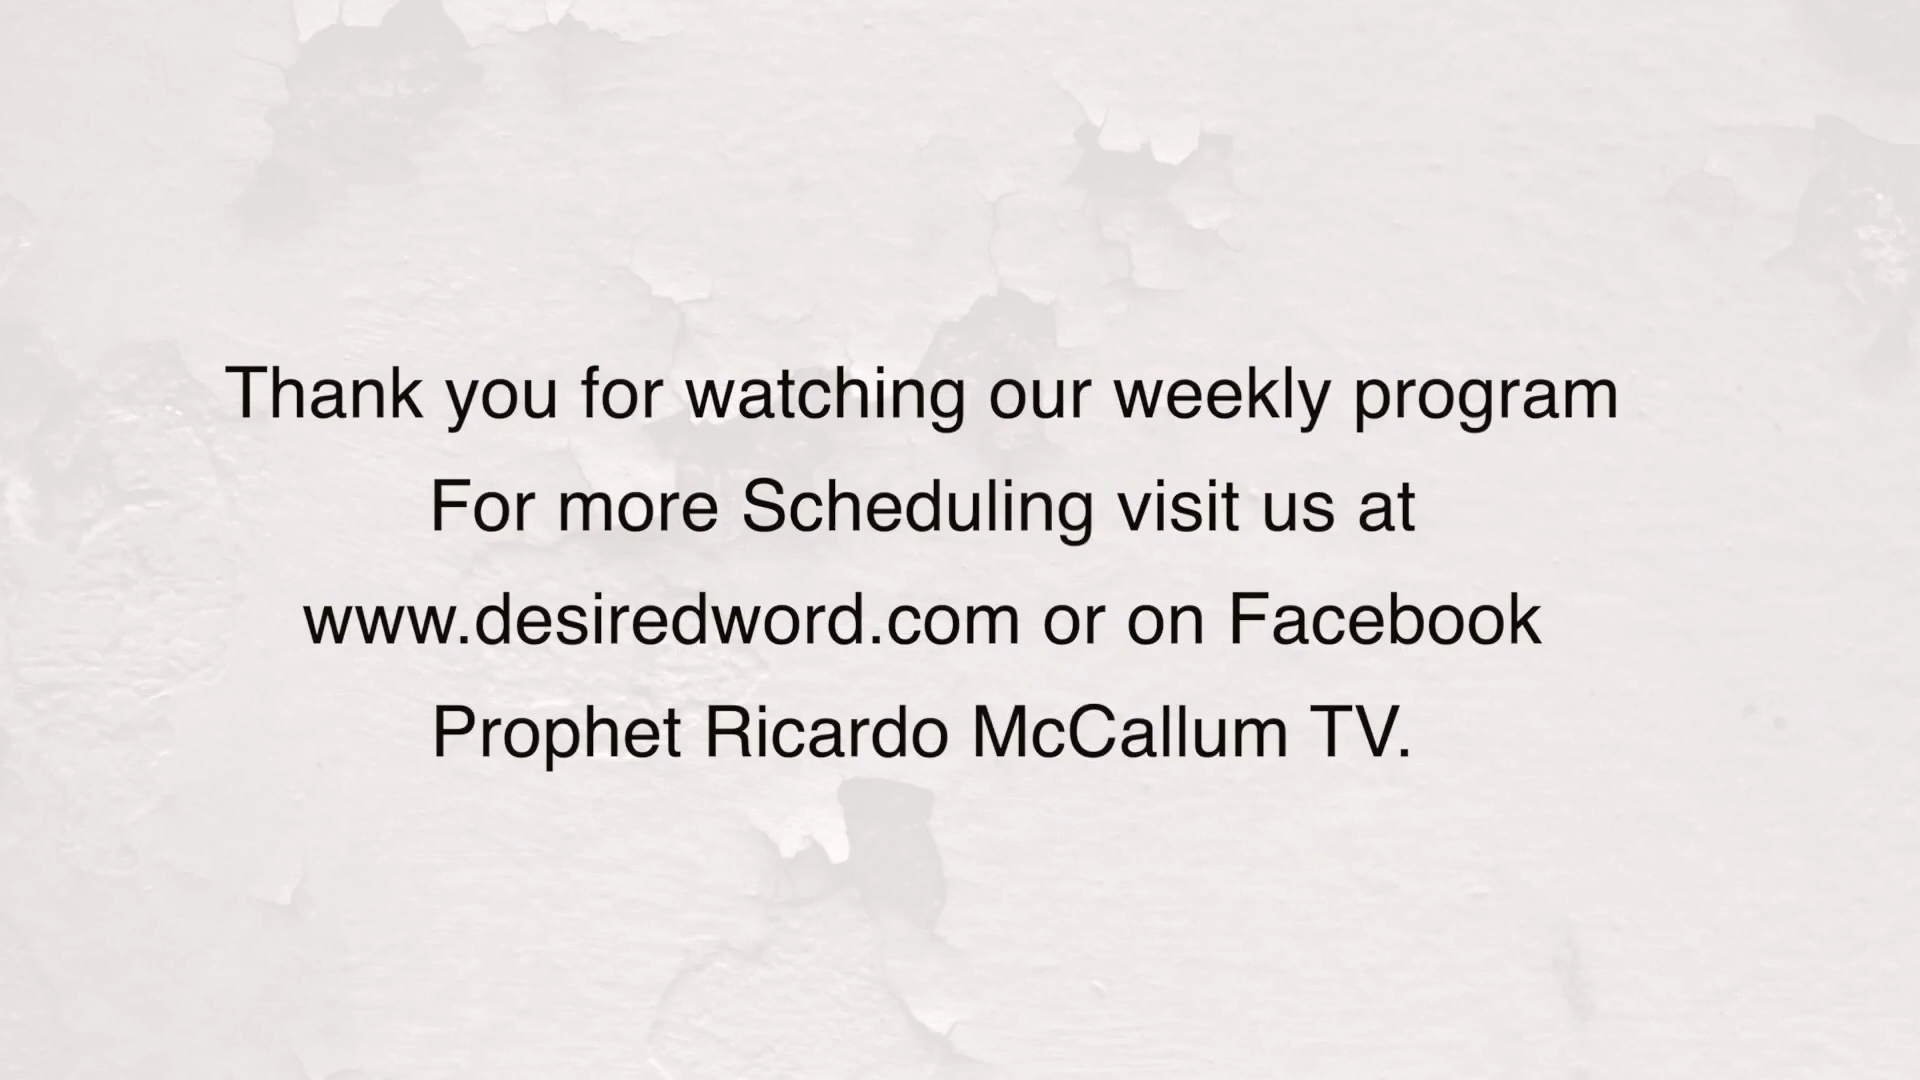 Thank you for watching our weekly program
For more Scheduling visit us at
www.desiredword.com or on Facebook
Prophet Ricardo McCallum TV.